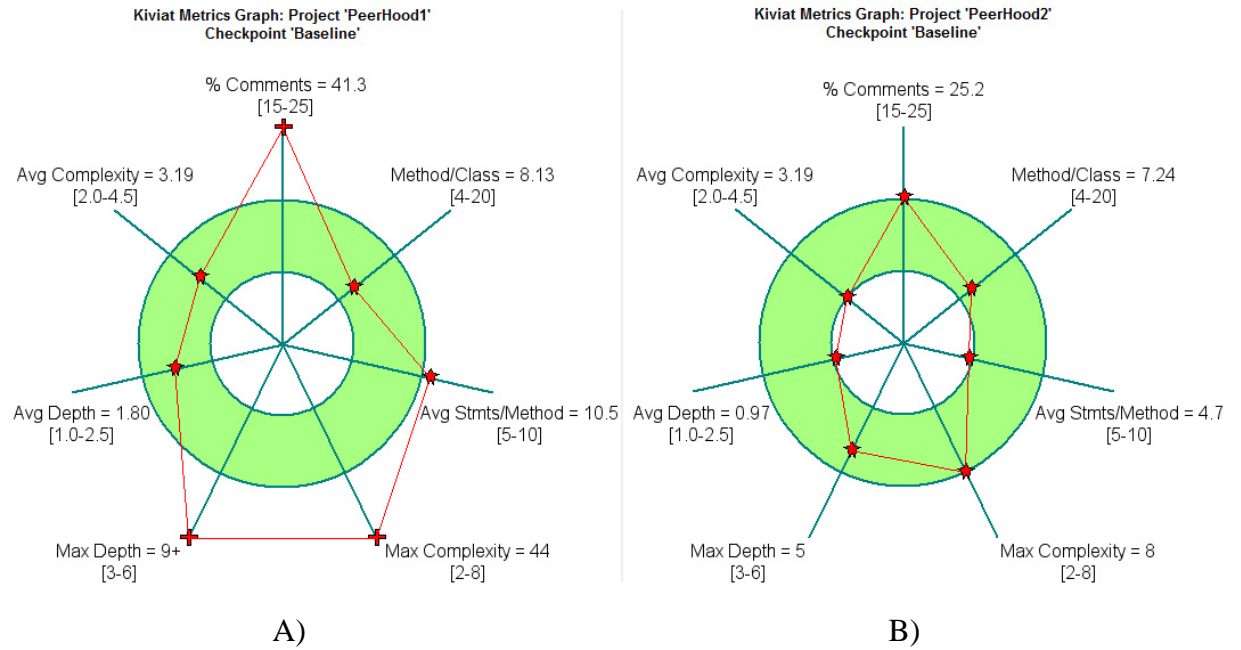 Kiviat Metrics Graph: Project 'PeerHood1'
Checkpoint 'Baseline'
% Comments = 41.3
[15-25]
Avg Complexity = 3.19
[2.0-4.5]
Method/Class = 8.13
[4-20]
Avg Depth = 1.80
[1.0-2.5]
Avg Stmts/Method = 10.5
[5-10]
Max Depth = 9+
[3-6]
Max Complexity = 44
[2-8]
A)
Kiviat Metrics Graph: Project 'PeerHood2'
Checkpoint 'Baseline'
% Comments = 25.2
[15-25]
Avg Complexity = 3.19
[2.0-4.5]
Method/Class = 7.24
[4-20]
Avg Depth = 0.97
[1.0-2.5]
Avg Stmts/Method = 4.7
[5-10]
Max Depth = 5
[3-6]
Max Complexity = 8
[2-8]
B)